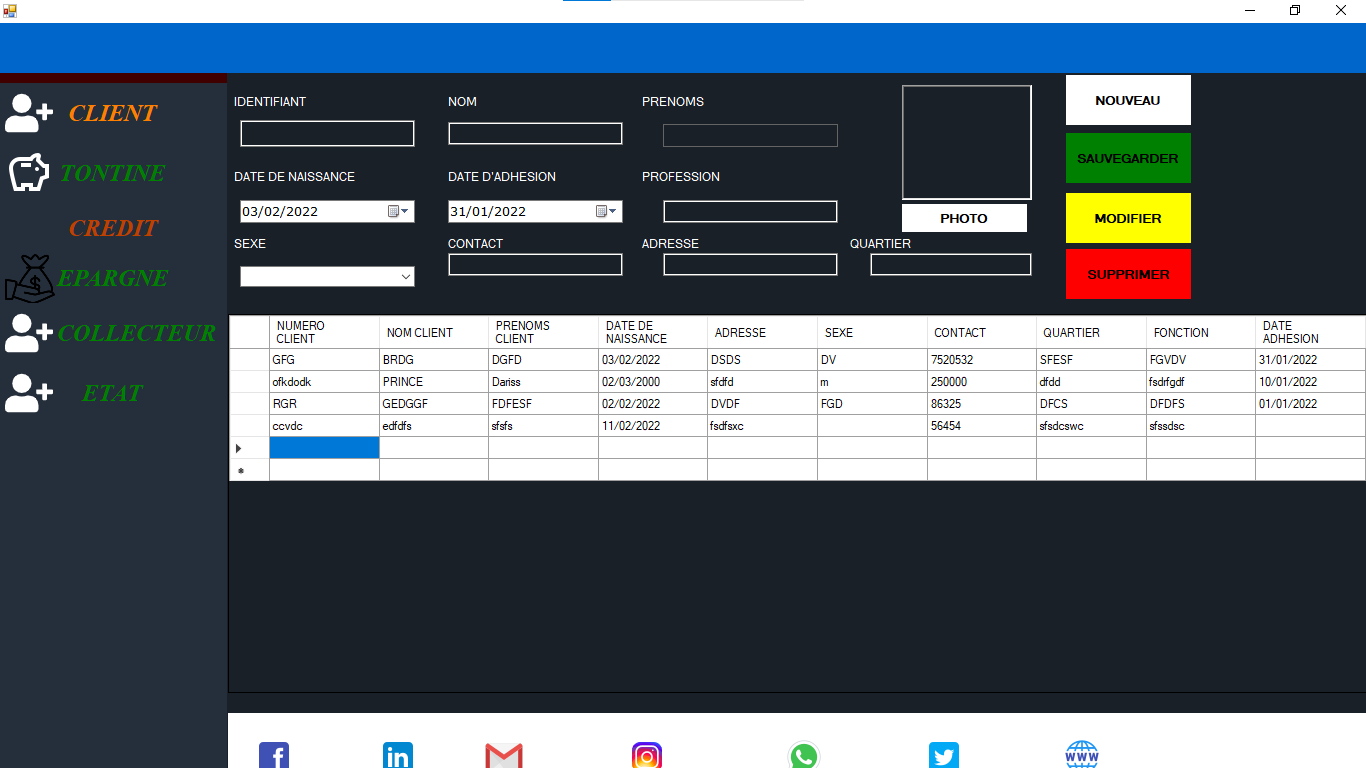 CLIENT
TONTINE
CREDIT
EPARGNE
COLLECTEUR
ETAT
IDENTIFIANT NOM PRENOMS
DATE DE NAISSANCE DATE D'ADHESION PROFESSION
03/02/2022 31/01/2022
SEXE CONTACT ADRESSE QUARTIER
PHOTO
NOUVEAU
SAUVEGARDER
MODIFIER
SUPPRIMER
NUMERO CLIENT NOM CLIENT PRENOMS CLIENT DATE DE NAISSANCE ADRESSE SEXE CONTACT QUARTIER FONCTION DATE ADHESION
GFG BRDG DGFD 03/02/2022 DSDS DV 7520532 SFESF FGVDV 31/01/2022
ofkdodk PRINCE Dariss 02/03/2000 sfdfd m 250000 dfdd fsdrfgdf 10/01/2022
RGR GEDGGF FDFESF 02/02/2022 DVDF FGD 86325 DFCS DFDFS 01/01/2022
ccvdc edfdfs sfsfs 11/02/2022 fsdfsxc 56454 sfsdcswc sfssdsc
WWW